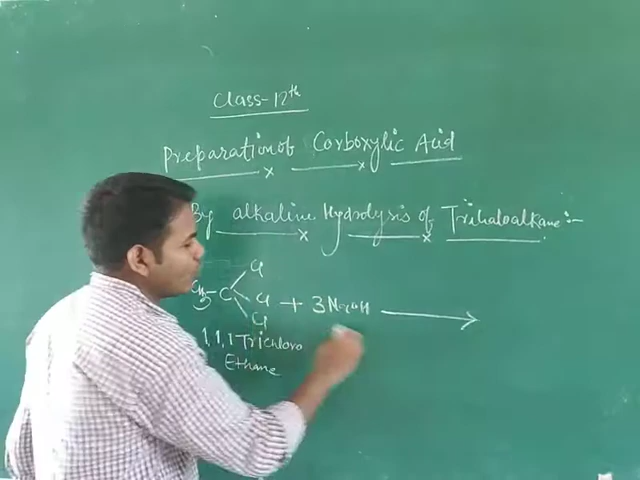 Class-12th
Preparation of Carboxylic Acid
By alkaline Hydrolysis of Trihaloalkane:-
Cl
CH3-C-Cl + 3NaOH →
Cl
1,1,1 Trichloro
Ethane